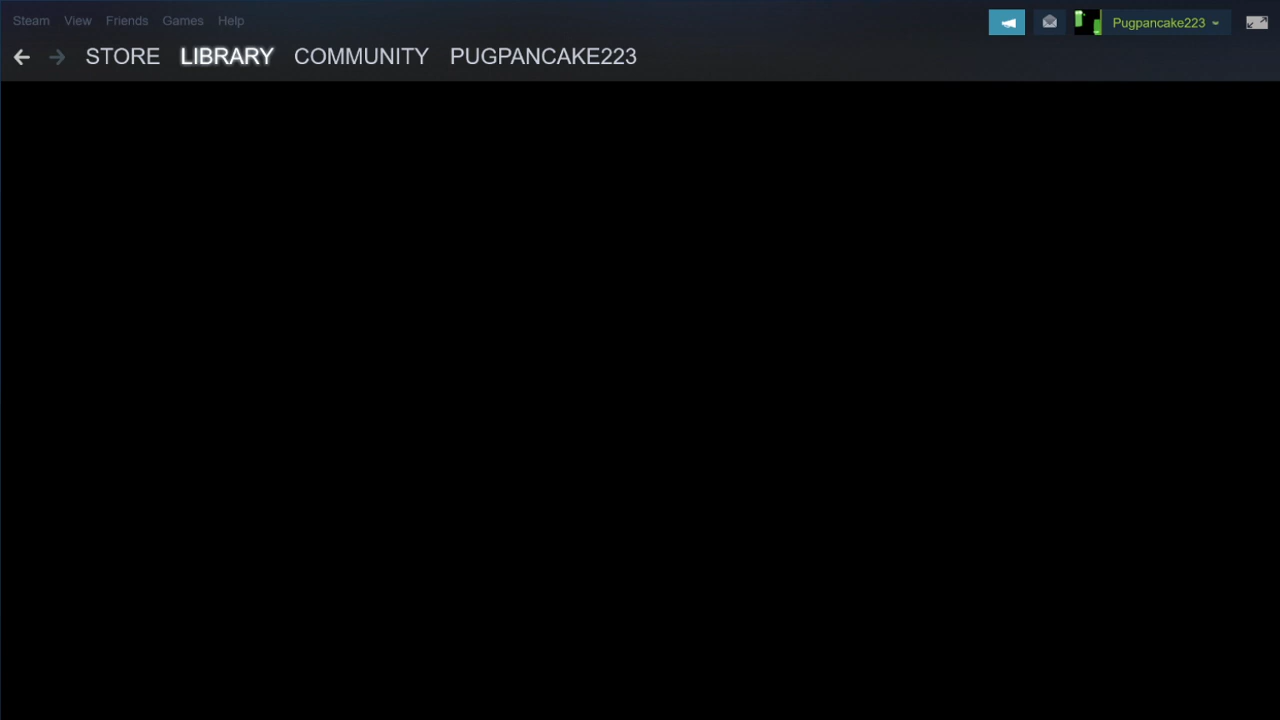 Steam View Friends Games Help
Pugpancake223
STORE LIBRARY COMMUNITY PUGPANCAKE223